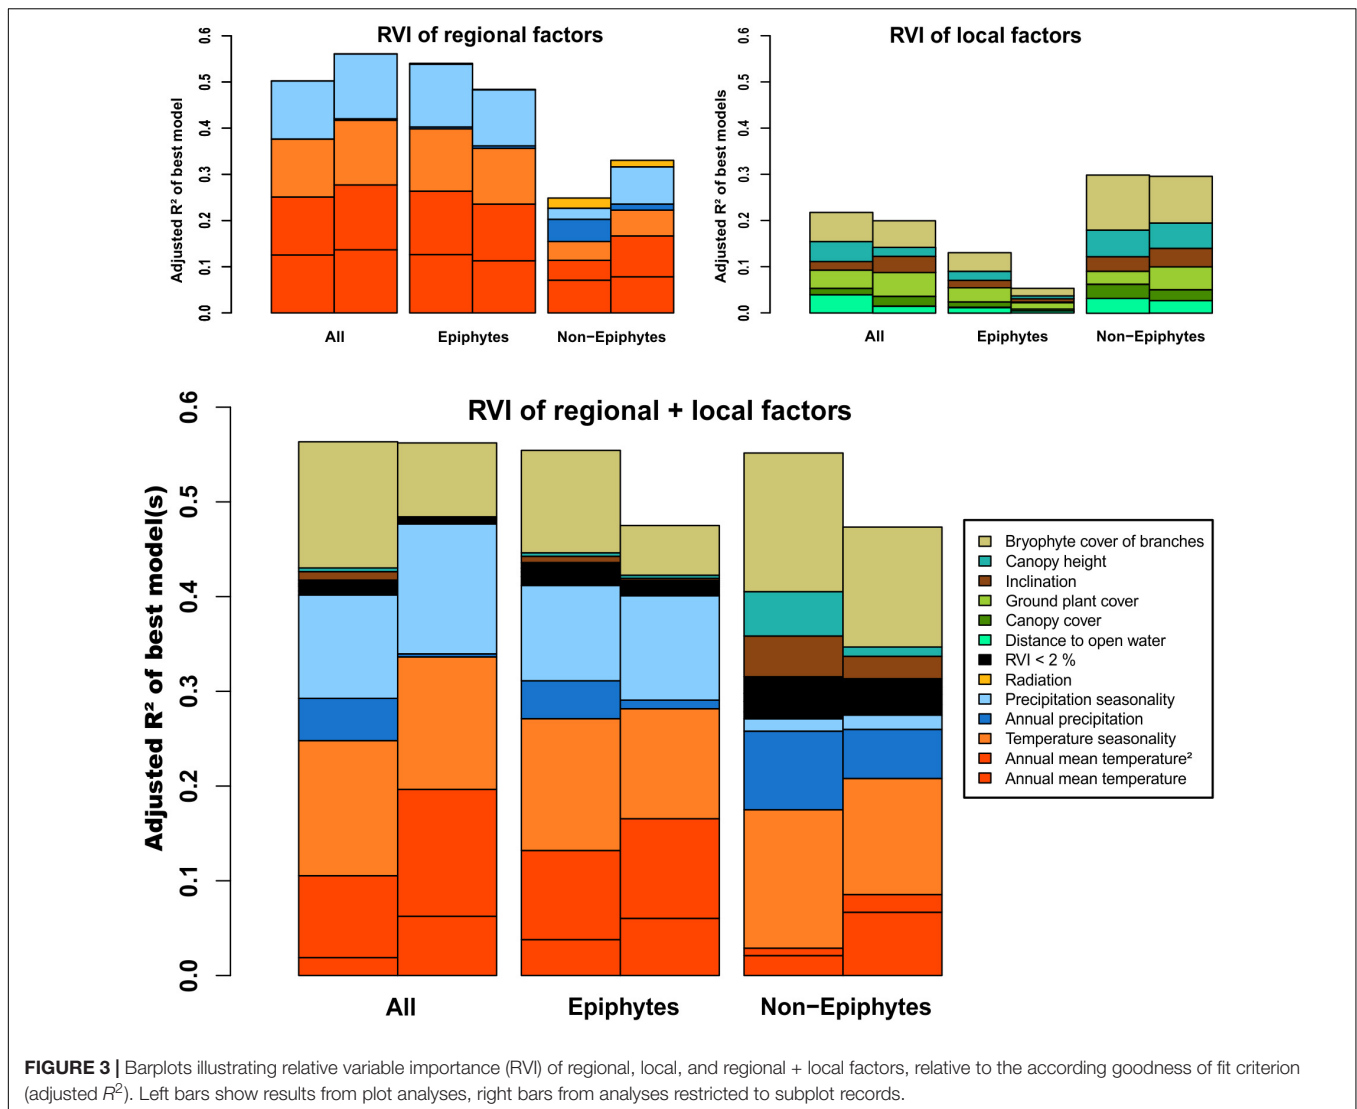 RVI of regional factors
Adjusted R² of best model
0.0 0.1 0.2 0.3 0.4 0.5 0.6
All Epiphytes Non−Epiphytes
RVI of local factors
Adjusted R² of best models
0.0 0.1 0.2 0.3 0.4 0.5 0.6
All Epiphytes Non−Epiphytes
RVI of regional + local factors
Adjusted R² of best model(s)
0.0 0.1 0.2 0.3 0.4 0.5 0.6
All Epiphytes Non−Epiphytes
Bryophyte cover of branches
Canopy height
Inclination
Ground plant cover
Canopy cover
Distance to open water
RVI < 2 %
Radiation
Precipitation seasonality
Annual precipitation
Temperature seasonality
Annual mean temperature²
Annual mean temperature
FIGURE 3 | Barplots illustrating relative variable importance (RVI) of regional, local, and regional + local factors, relative to the according goodness of fit criterion
(adjusted R²). Left bars show results from plot analyses, right bars from analyses restricted to subplot records.